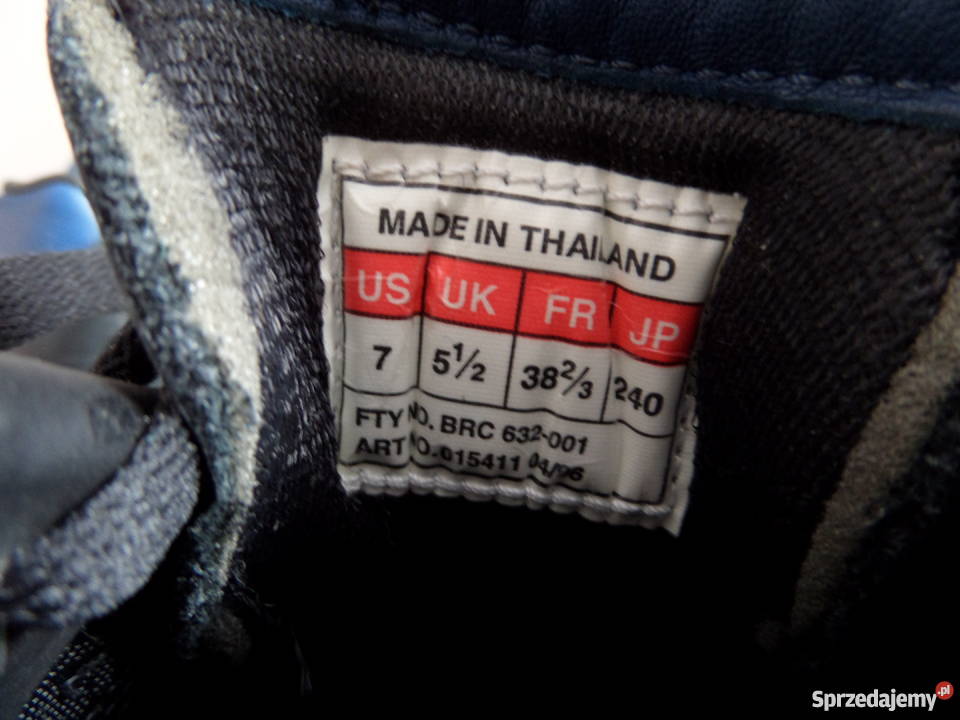 MADE IN THAILAND
US UK FR JP
7 5½ 38⅔ 240
FTY NO. BRC 632-001
ART NO. 015411 04/96
Sprzedajemy.pl